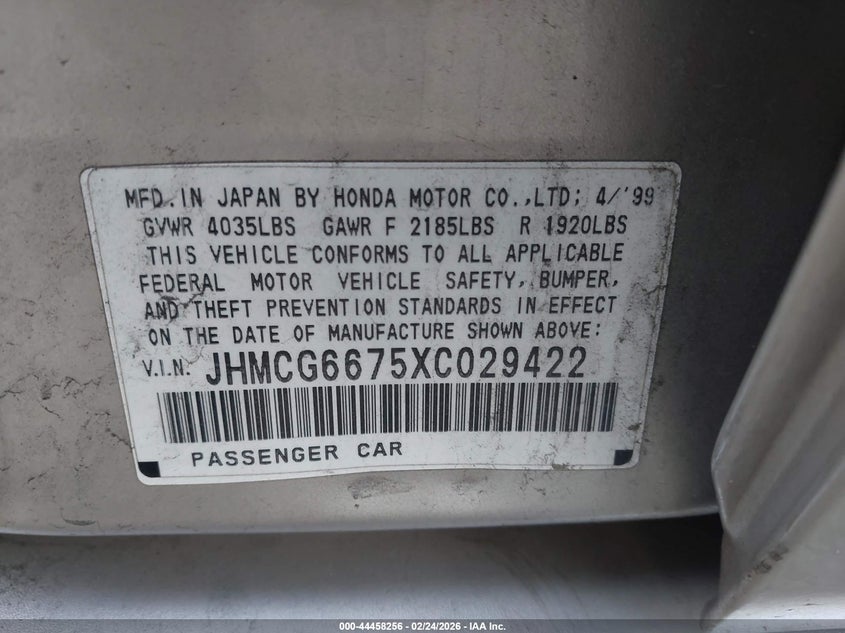 MFD. IN JAPAN BY HONDA MOTOR CO.,LTD; 4/'99
GVWR 4035LBS GAWR F 2185LBS R 1920LBS
THIS VEHICLE CONFORMS TO ALL APPLICABLE
FEDERAL MOTOR VEHICLE SAFETY, BUMPER,
AND THEFT PREVENTION STANDARDS IN EFFECT
ON THE DATE OF MANUFACTURE SHOWN ABOVE:
V.I.N. JHMCG6675XC029422
PASSENGER CAR
000-44458256 | 02/24/2026 – IAA Inc.